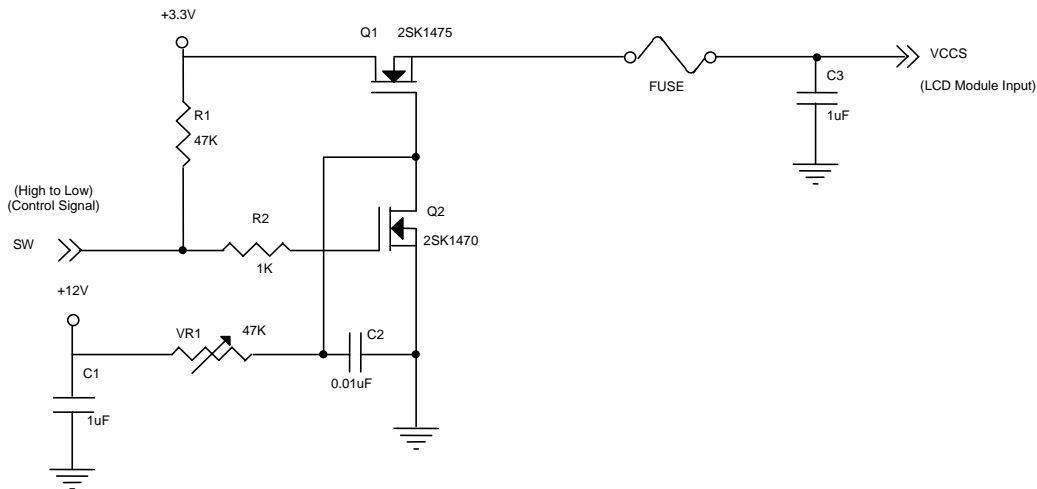 +3.3V
Q1 2SK1475
VCCS
(LCD Module Input)
FUSE
C3
1uF
R1
47K
(High to Low)
(Control Signal)
SW
R2
1K
Q2
2SK1470
+12V
VR1
47K
C2
0.01uF
C1
1uF